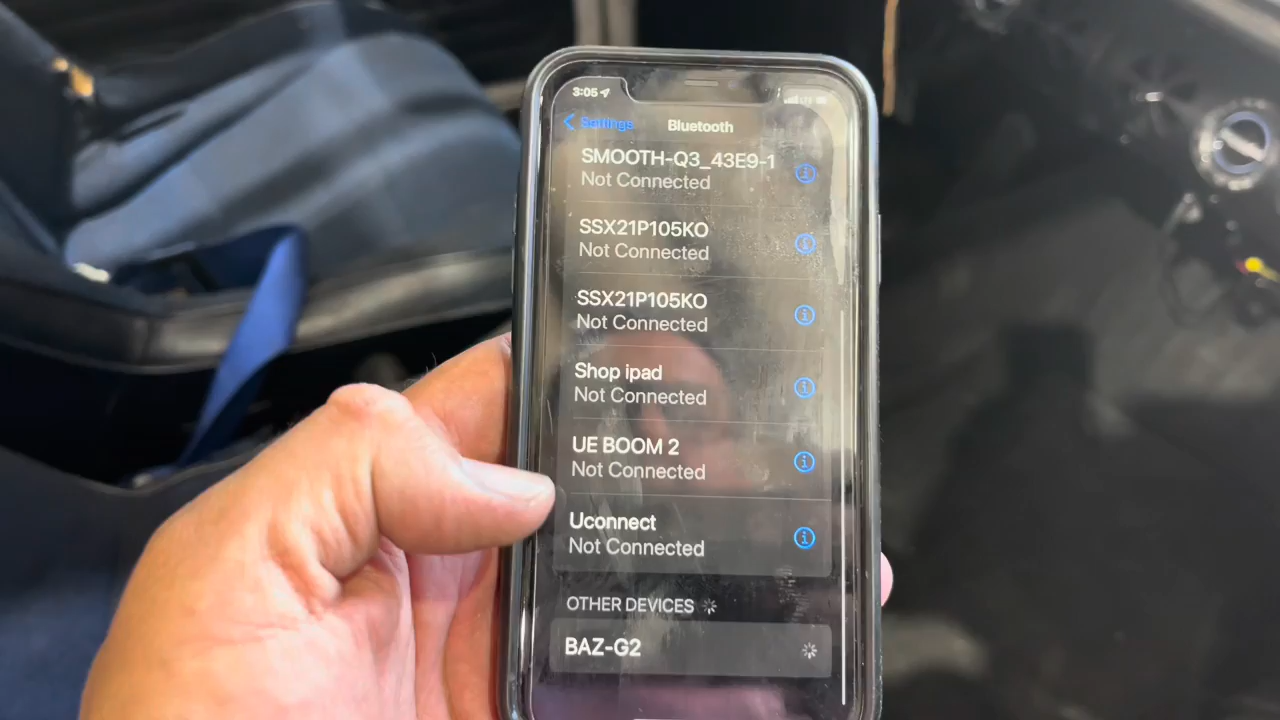 3:05
Settings
Bluetooth
SMOOTH-Q3_43E9-1
Not Connected
SSX21P105KO
Not Connected
SSX21P105KO
Not Connected
Shop ipad
Not Connected
UE BOOM 2
Not Connected
Uconnect
Not Connected
OTHER DEVICES
BAZ-G2